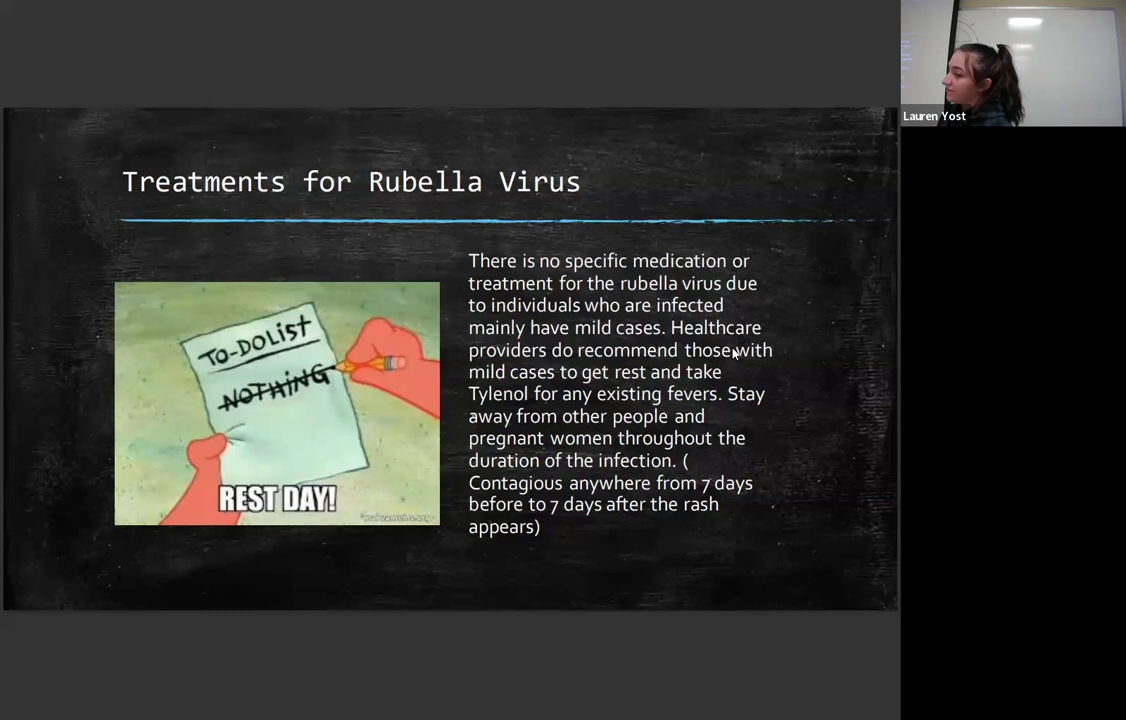 Lauren Yost
Treatments for Rubella Virus
There is no specific medication or
treatment for the rubella virus due
to individuals who are infected
mainly have mild cases. Healthcare
providers do recommend those with
mild cases to get rest and take
Tylenol for any existing fevers. Stay
away from other people and
pregnant women throughout the
duration of the infection. (
Contagious anywhere from 7 days
before to 7 days after the rash
appears)
TO-DO LIST
NOTHING
REST DAY!